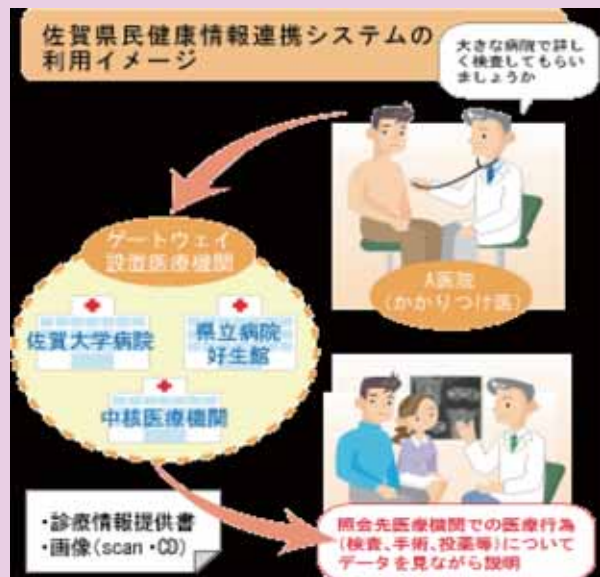 佐賀県民健康情報連携システムの
利用イメージ
大きな病院で詳し
く検査してもらい
ましょうか
A医院
(かかりつけ医)
ゲートウェイ
設置医療機関
佐賀大学病院
県立病院
好生館
中核医療機関
・診療情報提供書
・画像(scan・CD)
照会先医療機関での医療行為
(検査、手術、投薬等)について
データを見ながら説明